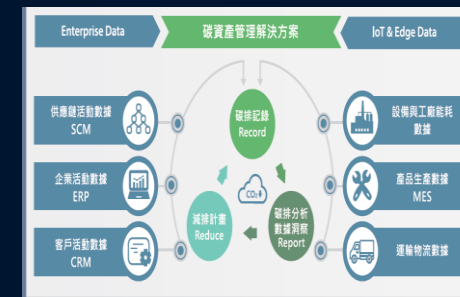 Enterprise Data
碳資產管理解決方案
IoT & Edge Data
供應鏈活動數據
SCM
企業活動數據
ERP
客戶活動數據
CRM
碳排記錄
Record
減排計畫
Reduce
CO₂
碳排分析
數據洞察
Report
設備與工廠能耗
數據
產品生產數據
MES
運輸物流數據